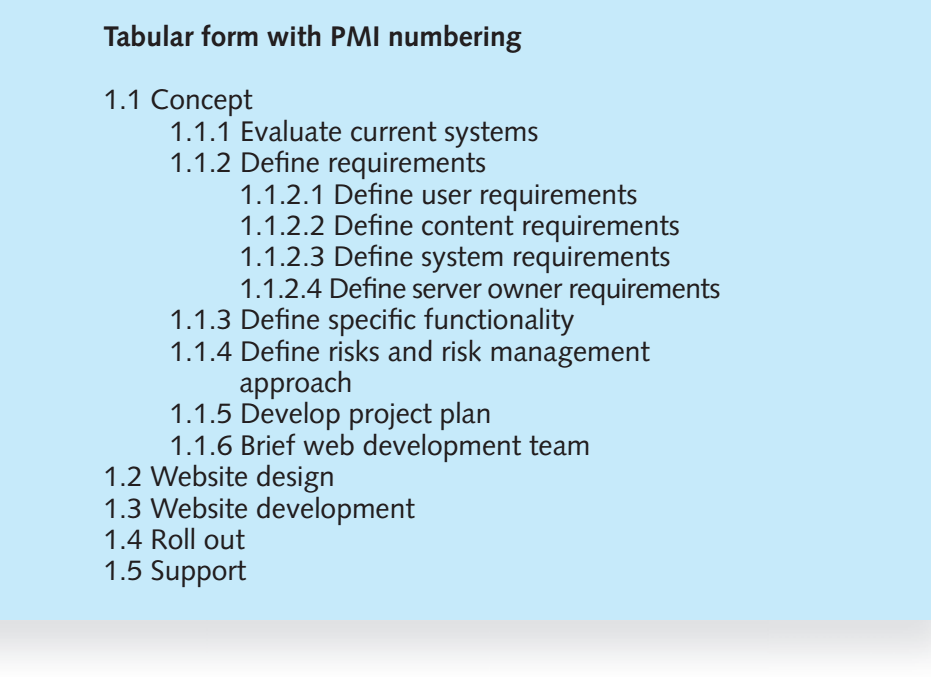 Tabular form with PMI numbering
1.1 Concept
1.1.1 Evaluate current systems
1.1.2 Define requirements
1.1.2.1 Define user requirements
1.1.2.2 Define content requirements
1.1.2.3 Define system requirements
1.1.2.4 Define server owner requirements
1.1.3 Define specific functionality
1.1.4 Define risks and risk management
approach
1.1.5 Develop project plan
1.1.6 Brief web development team
1.2 Website design
1.3 Website development
1.4 Roll out
1.5 Support